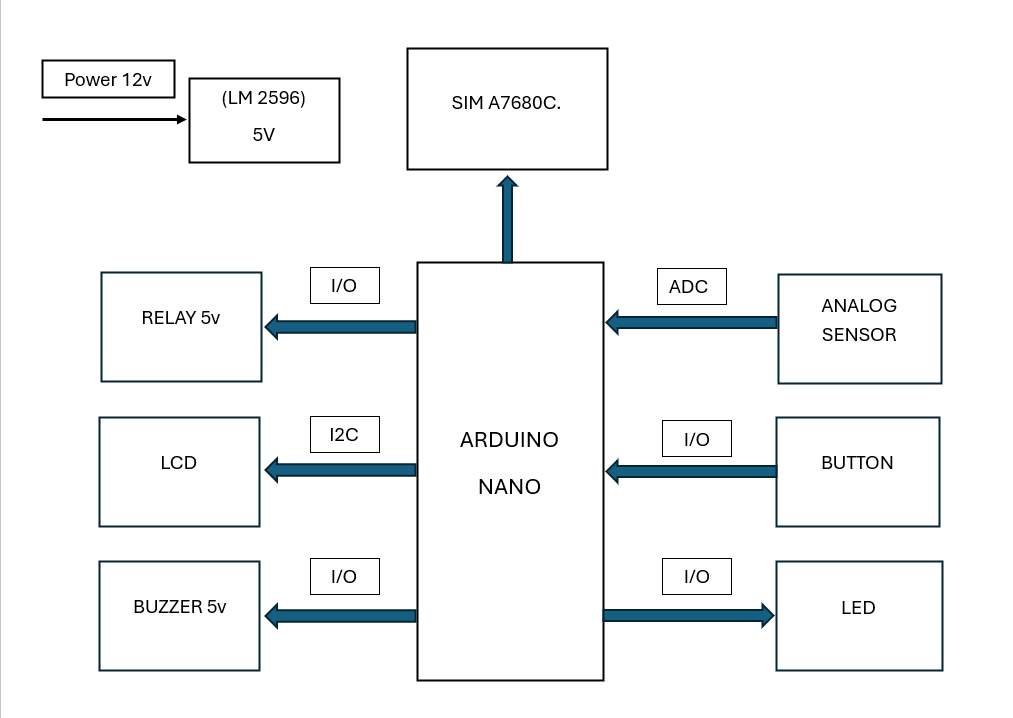 Power 12v
(LM 2596)
5V
SIM A7680C.
I/O
ADC
RELAY 5v
ANALOG
SENSOR
I2C
I/O
LCD
ARDUINO
NANO
BUTTON
I/O
I/O
BUZZER 5v
LED